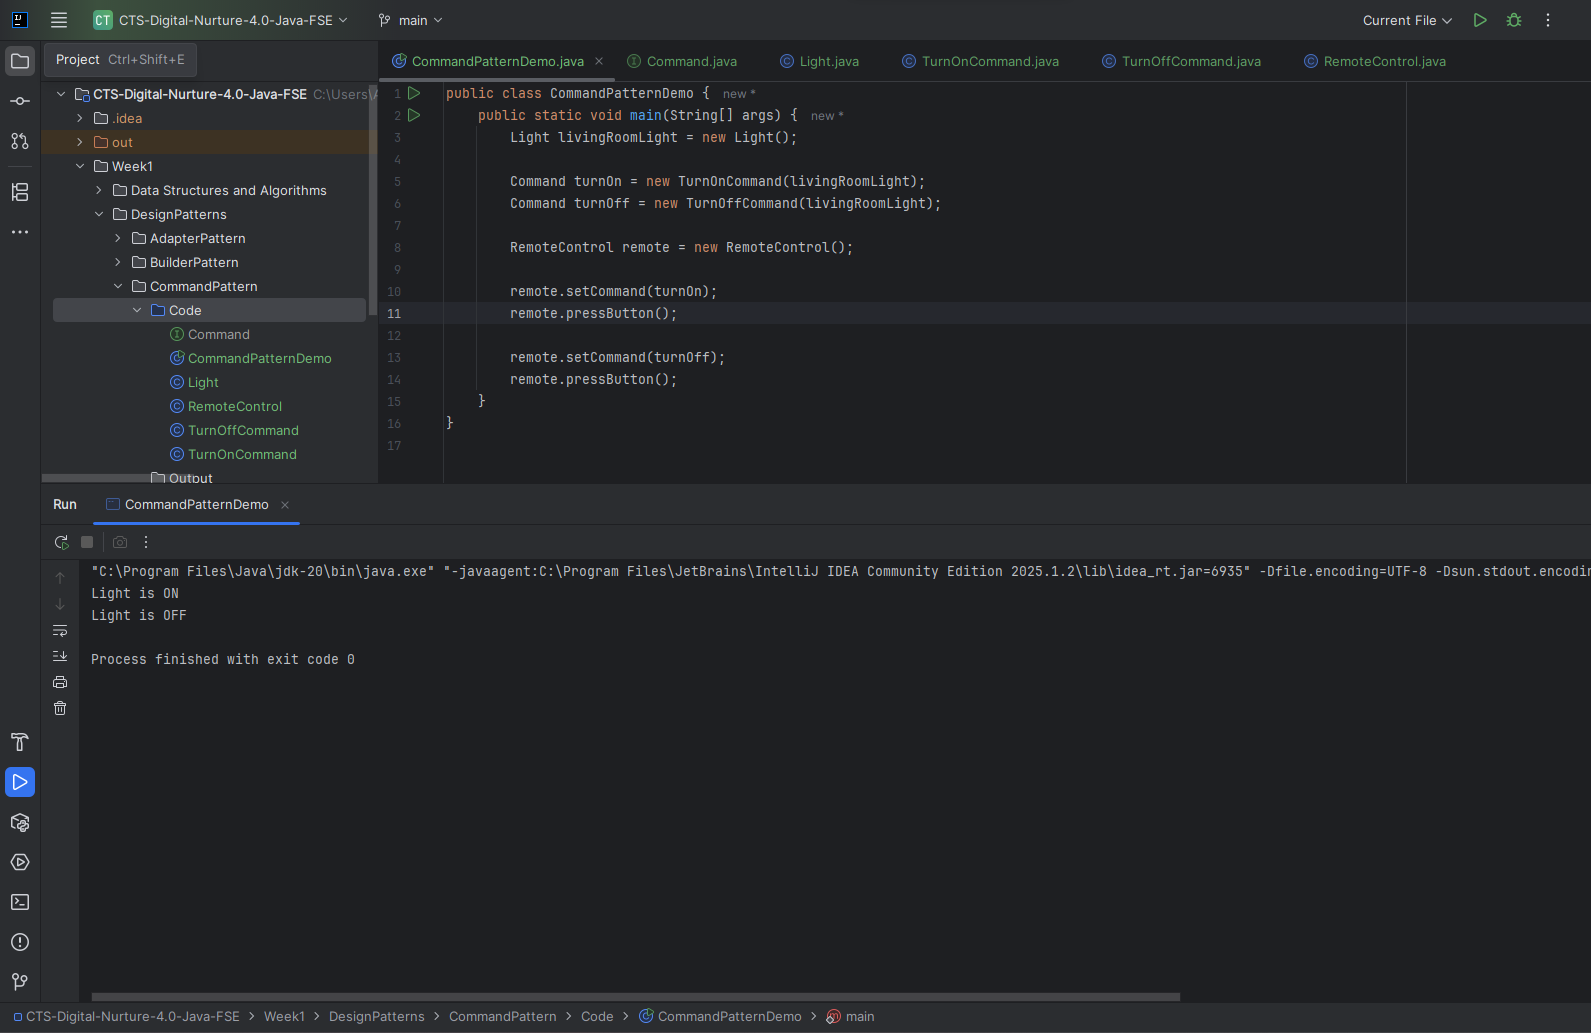 CT CTS-Digital-Nurture-4.0-Java-FSE main Current File
Project Ctrl+Shift+E
CommandPatternDemo.java Command.java Light.java TurnOnCommand.java TurnOffCommand.java RemoteControl.java
CTS-Digital-Nurture-4.0-Java-FSE C:\Users\
.idea
out
Week1
Data Structures and Algorithms
DesignPatterns
AdapterPattern
BuilderPattern
CommandPattern
Code
Command
CommandPatternDemo
Light
RemoteControl
TurnOffCommand
TurnOnCommand
Output
1 public class CommandPatternDemo { new *
2 public static void main(String[] args) { new *
3 Light livingRoomLight = new Light();
4
5 Command turnOn = new TurnOnCommand(livingRoomLight);
6 Command turnOff = new TurnOffCommand(livingRoomLight);
7
8 RemoteControl remote = new RemoteControl();
9
10 remote.setCommand(turnOn);
11 remote.pressButton();
12
13 remote.setCommand(turnOff);
14 remote.pressButton();
15 }
16 }
17
Run CommandPatternDemo
"C:\Program Files\Java\jdk-20\bin\java.exe" "-javaagent:C:\Program Files\JetBrains\IntelliJ IDEA Community Edition 2025.1.2\lib\idea_rt.jar=6935" -Dfile.encoding=UTF-8 -Dsun.stdout.encodin
Light is ON
Light is OFF
Process finished with exit code 0
CTS-Digital-Nurture-4.0-Java-FSE > Week1 > DesignPatterns > CommandPattern > Code > CommandPatternDemo > main